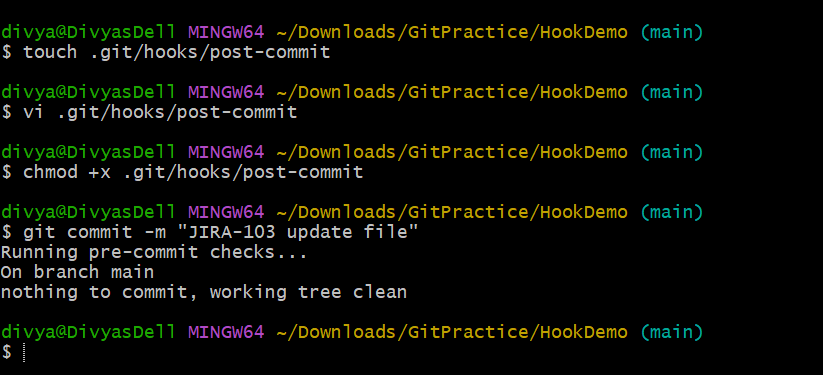 divya@DivyasDell MINGW64 ~/Downloads/GitPractice/HookDemo (main)
$ touch .git/hooks/post-commit
divya@DivyasDell MINGW64 ~/Downloads/GitPractice/HookDemo (main)
$ vi .git/hooks/post-commit
divya@DivyasDell MINGW64 ~/Downloads/GitPractice/HookDemo (main)
$ chmod +x .git/hooks/post-commit
divya@DivyasDell MINGW64 ~/Downloads/GitPractice/HookDemo (main)
$ git commit -m "JIRA-103 update file"
Running pre-commit checks...
On branch main
nothing to commit, working tree clean
divya@DivyasDell MINGW64 ~/Downloads/GitPractice/HookDemo (main)
$